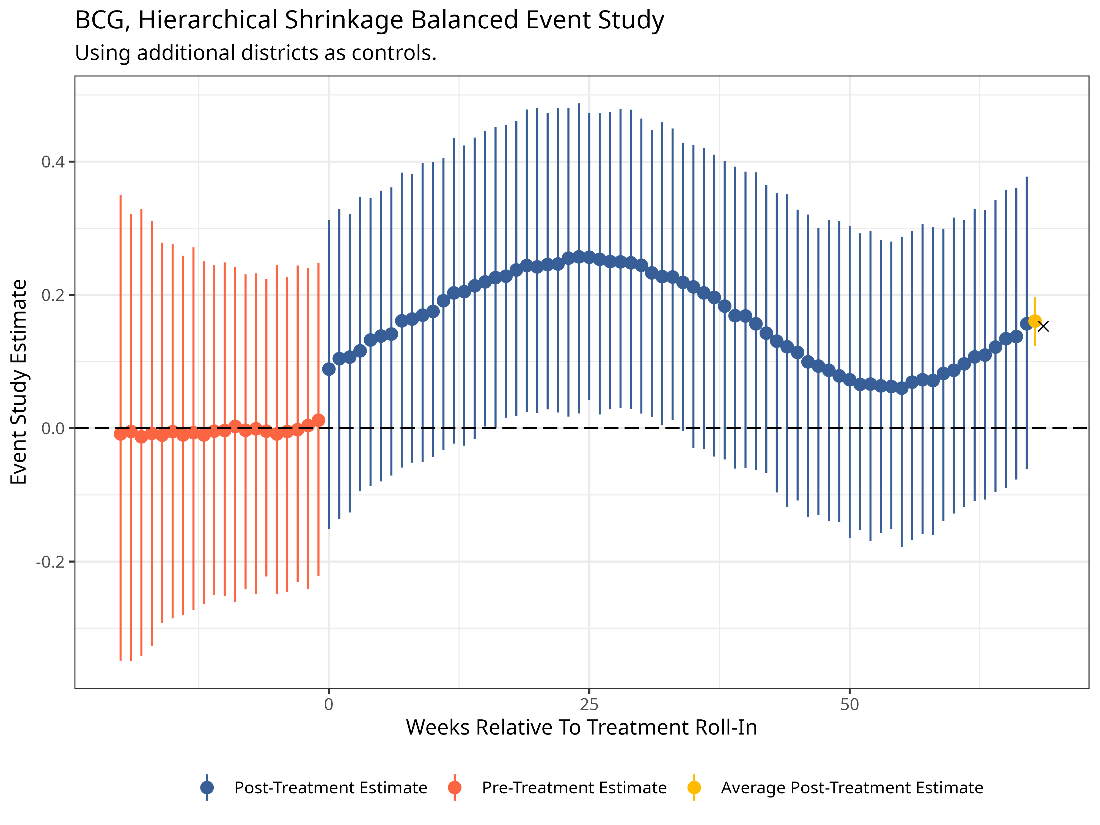 BCG, Hierarchical Shrinkage Balanced Event Study
Using additional districts as controls.
Event Study Estimate
0.4
0.2
0.0
-0.2
0
25
50
Weeks Relative To Treatment Roll-In
Post-Treatment Estimate
Pre-Treatment Estimate
Average Post-Treatment Estimate